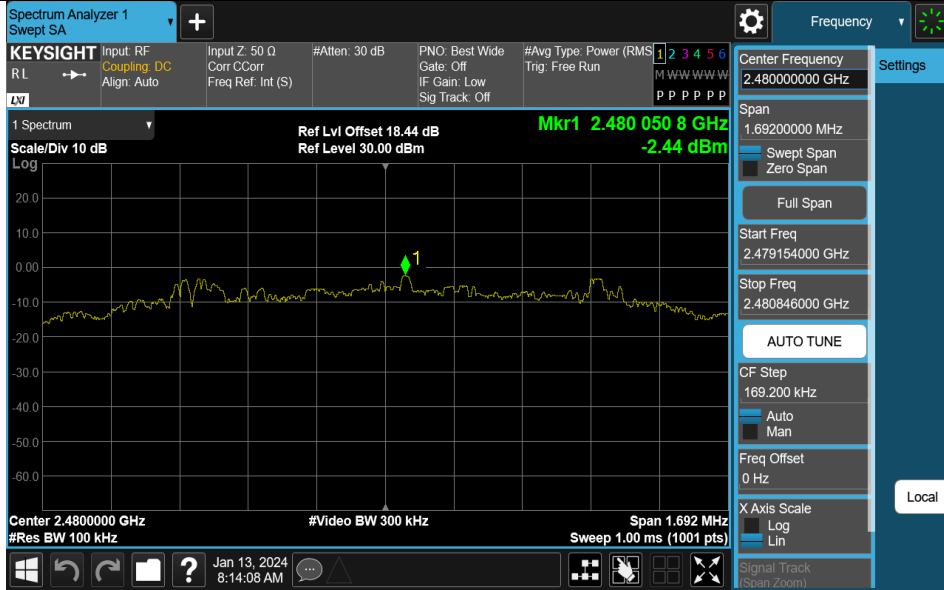 Spectrum Analyzer 1
Swept SA
Frequency
KEYSIGHT
RL
LXI
Input: RF
Coupling: DC
Align: Auto
Input Z: 50 Ω
Corr CCorr
Freq Ref: Int (S)
#Atten: 30 dB
PNO: Best Wide
Gate: Off
IF Gain: Low
Sig Track: Off
#Avg Type: Power (RMS
Trig: Free Run
1 2 3 4 5 6
M W W W W W
P P P P P P
1 Spectrum
Scale/Div 10 dB
Ref Lvl Offset 18.44 dB
Ref Level 30.00 dBm
Mkr1 2.480 050 8 GHz
-2.44 dBm
Log
20.0
10.0
0.00
-10.0
-20.0
-30.0
-40.0
-50.0
-60.0
1
Center 2.4800000 GHz
#Res BW 100 kHz
#Video BW 300 kHz
Span 1.692 MHz
Sweep 1.00 ms (1001 pts)
Center Frequency
2.480000000 GHz
Settings
Span
1.69200000 MHz
Swept Span
Zero Span
Full Span
Start Freq
2.479154000 GHz
Stop Freq
2.480846000 GHz
AUTO TUNE
CF Step
169.200 kHz
Auto
Man
Freq Offset
0 Hz
Local
X Axis Scale
Log
Lin
Signal Track
(Span Zoom)
?
Jan 13, 2024
8:14:08 AM